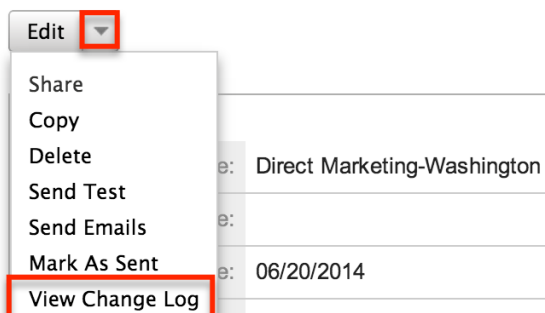 Edit
Share
Copy
Delete
e: Direct Marketing-Washington
Send Test
Send Emails
e:
Mark As Sent
e: 06/20/2014
View Change Log